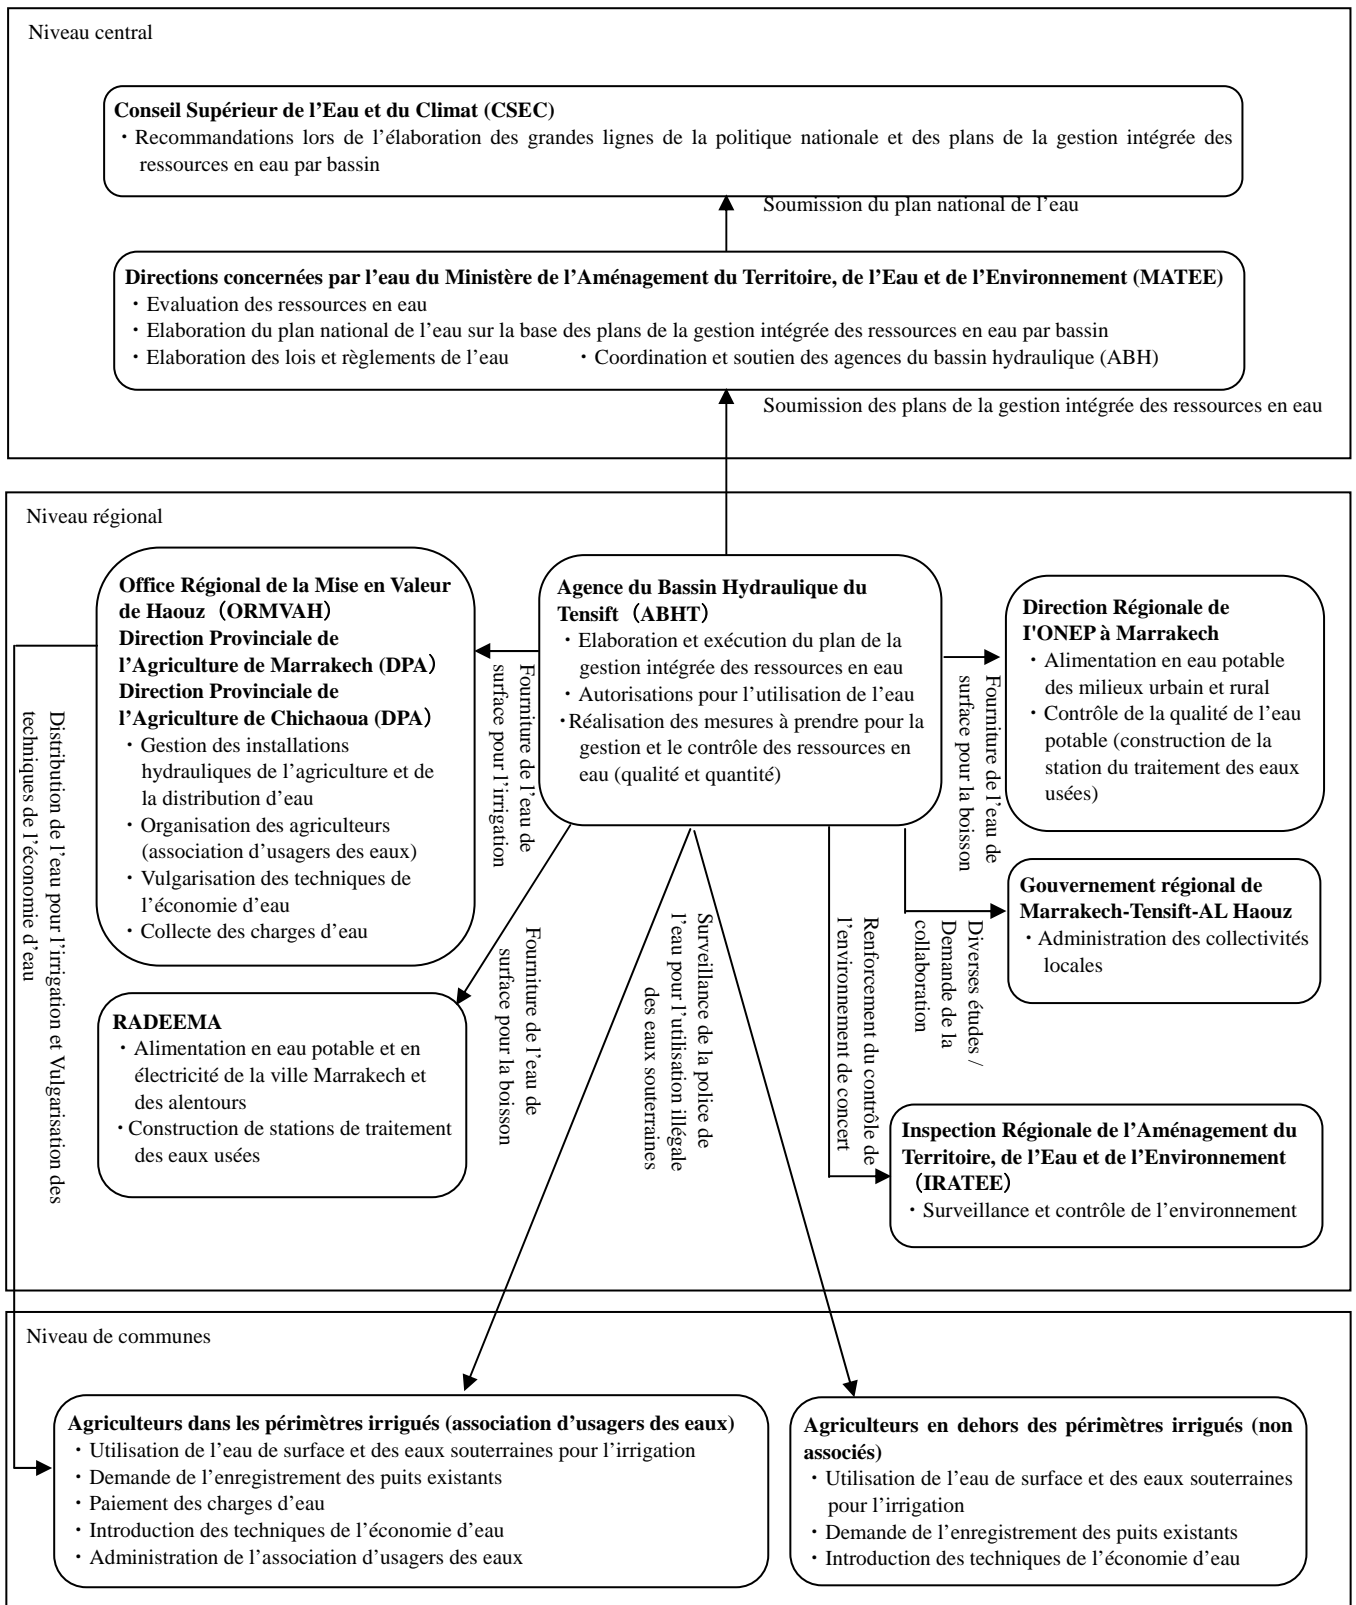 Niveau central
Conseil Supérieur de l’Eau et du Climat (CSEC)
・Recommandations lors de l’élaboration des grandes lignes de la politique nationale et des plans de la gestion intégrée des
ressources en eau par bassin
Soumission du plan national de l’eau
Directions concernées par l’eau du Ministère de l’Aménagement du Territoire, de l’Eau et de l’Environnement (MATEE)
・Evaluation des ressources en eau
・Elaboration du plan national de l’eau sur la base des plans de la gestion intégrée des ressources en eau par bassin
・Elaboration des lois et règlements de l’eau ・Coordination et soutien des agences du bassin hydraulique (ABH)
Soumission des plans de la gestion intégrée des ressources en eau
Niveau régional
Office Régional de la Mise en Valeur
de Haouz（ORMVAH）
Direction Provinciale de
l’Agriculture de Marrakech (DPA）
Direction Provinciale de
l’Agriculture de Chichaoua (DPA）
・Gestion des installations
hydrauliques de l’agriculture et de
la distribution d’eau
・Organisation des agriculteurs
(association d’usagers des eaux)
・Vulgarisation des techniques de
l’économie d’eau
・Collecte des charges d’eau
Fourniture de l’eau de
surface pour l’irrigation
Agence du Bassin Hydraulique du
Tensift（ABHT）
・Elaboration et exécution du plan de la
gestion intégrée des ressources en eau
・Autorisations pour l’utilisation de l’eau
・Réalisation des mesures à prendre pour la
gestion et le contrôle des ressources en
eau (qualité et quantité)
Fourniture de l’eau de
surface pour la boisson
Direction Régionale de
I'ONEP à Marrakech
・Alimentation en eau potable
des milieux urbain et rural
・Contrôle de la qualité de l’eau
potable (construction de la
station du traitement des eaux
usées)
Distribution de l’eau pour l’irrigation et Vulgarisation des
techniques de l’économie d’eau
Gouvernement régional de
Marrakech-Tensift-AL Haouz
・Administration des collectivités
locales
RADEEMA
・Alimentation en eau potable et en
électricité de la ville Marrakech et
des alentours
・Construction de stations de traitement
des eaux usées
Fourniture de l’eau de
surface pour la boisson
Surveillance de la police de
l’eau pour l’utilisation illégale
des eaux souterraines
Renforcement du contrôle de
l’environnement de concert
Diverses études /
Demande de la
collaboration
Inspection Régionale de l’Aménagement du
Territoire, de l’Eau et de l’Environnement
（IRATEE）
・Surveillance et contrôle de l’environnement
Niveau de communes
Agriculteurs dans les périmètres irrigués (association d’usagers des eaux)
・Utilisation de l’eau de surface et des eaux souterraines pour l’irrigation
・Demande de l’enregistrement des puits existants
・Paiement des charges d’eau
・Introduction des techniques de l’économie d’eau
・Administration de l’association d’usagers des eaux
Agriculteurs en dehors des périmètres irrigués (non
associés)
・Utilisation de l’eau de surface et des eaux souterraines
pour l’irrigation
・Demande de l’enregistrement des puits existants
・Introduction des techniques de l’économie d’eau